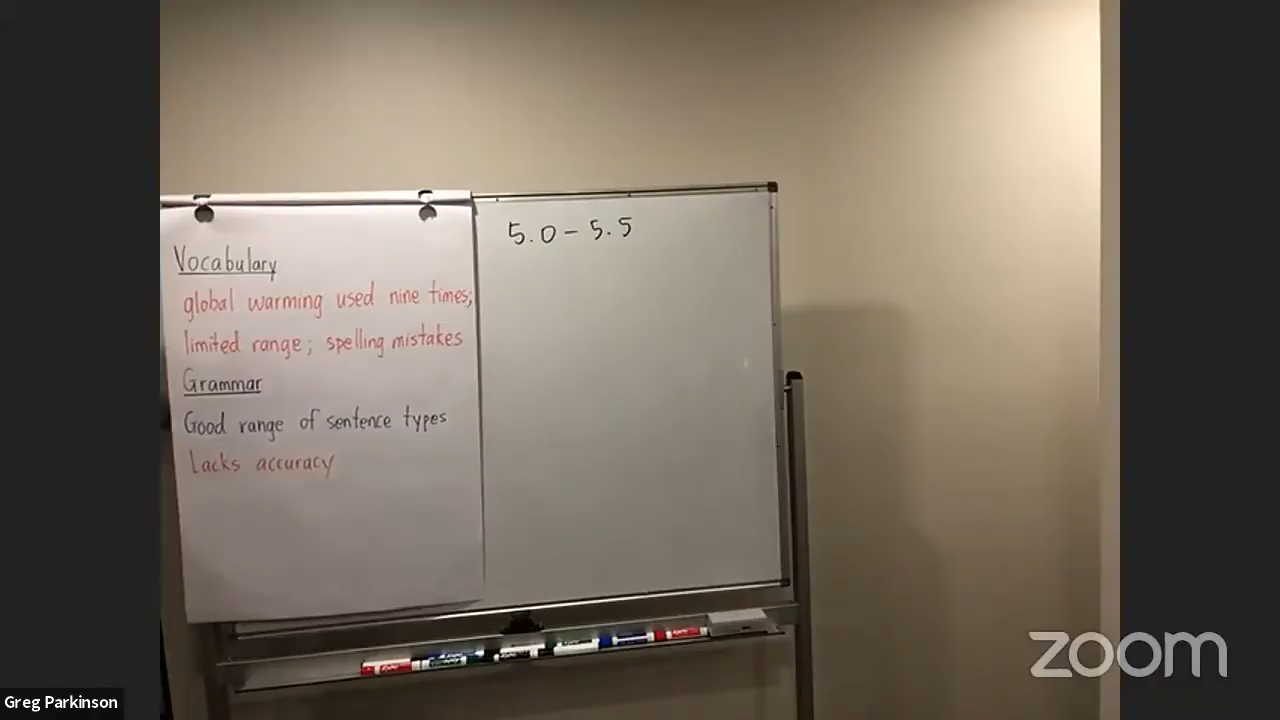 Vocabulary
global warming used nine times;
limited range; spelling mistakes
Grammar
Good range of sentence types
Lacks accuracy
5.0 – 5.5
zoom
Greg Parkinson